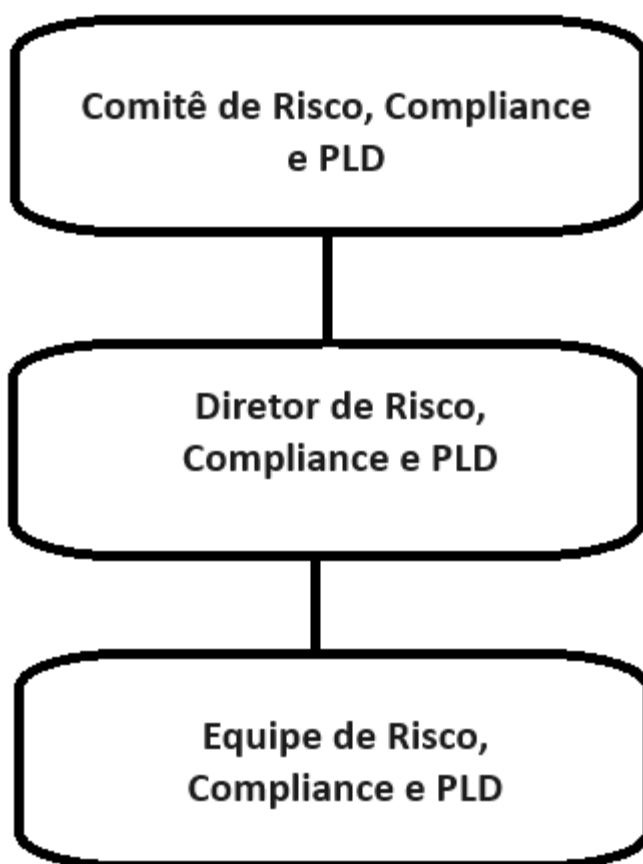 Comitê de Risco, Compliance
e PLD
Diretor de Risco,
Compliance e PLD
Equipe de Risco,
Compliance e PLD